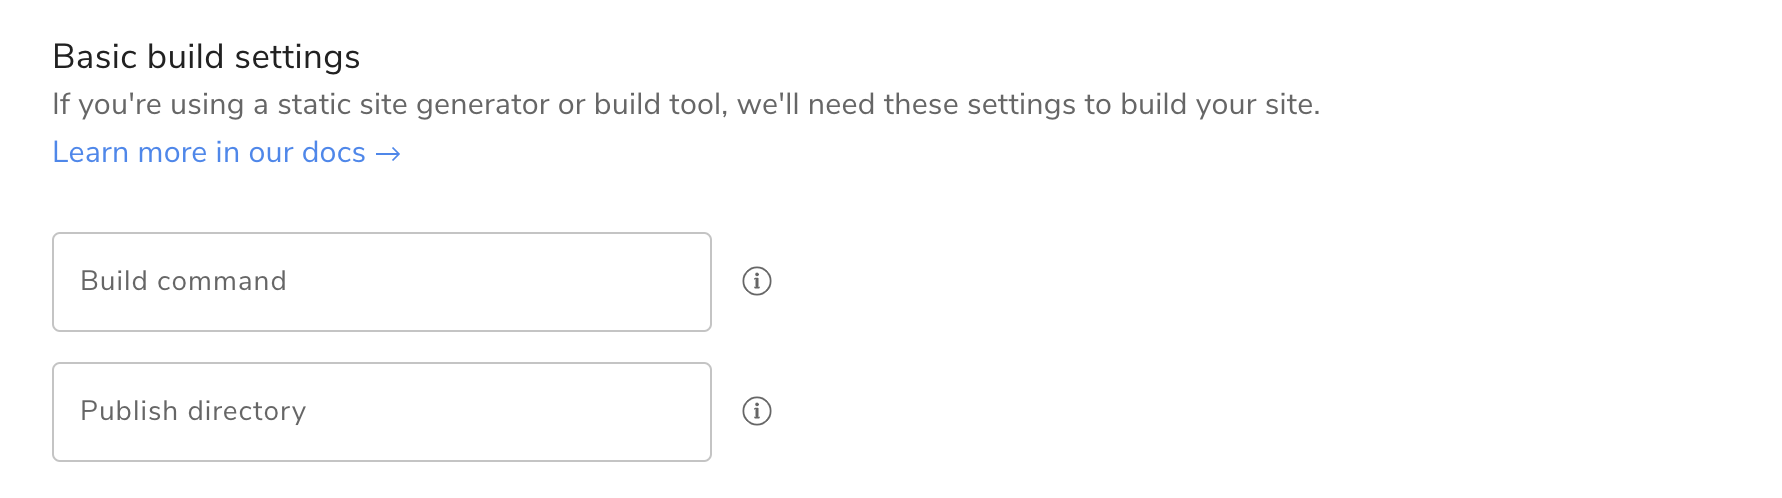 Basic build settings
If you're using a static site generator or build tool, we'll need these settings to build your site.
Learn more in our docs →
Build command
Publish directory